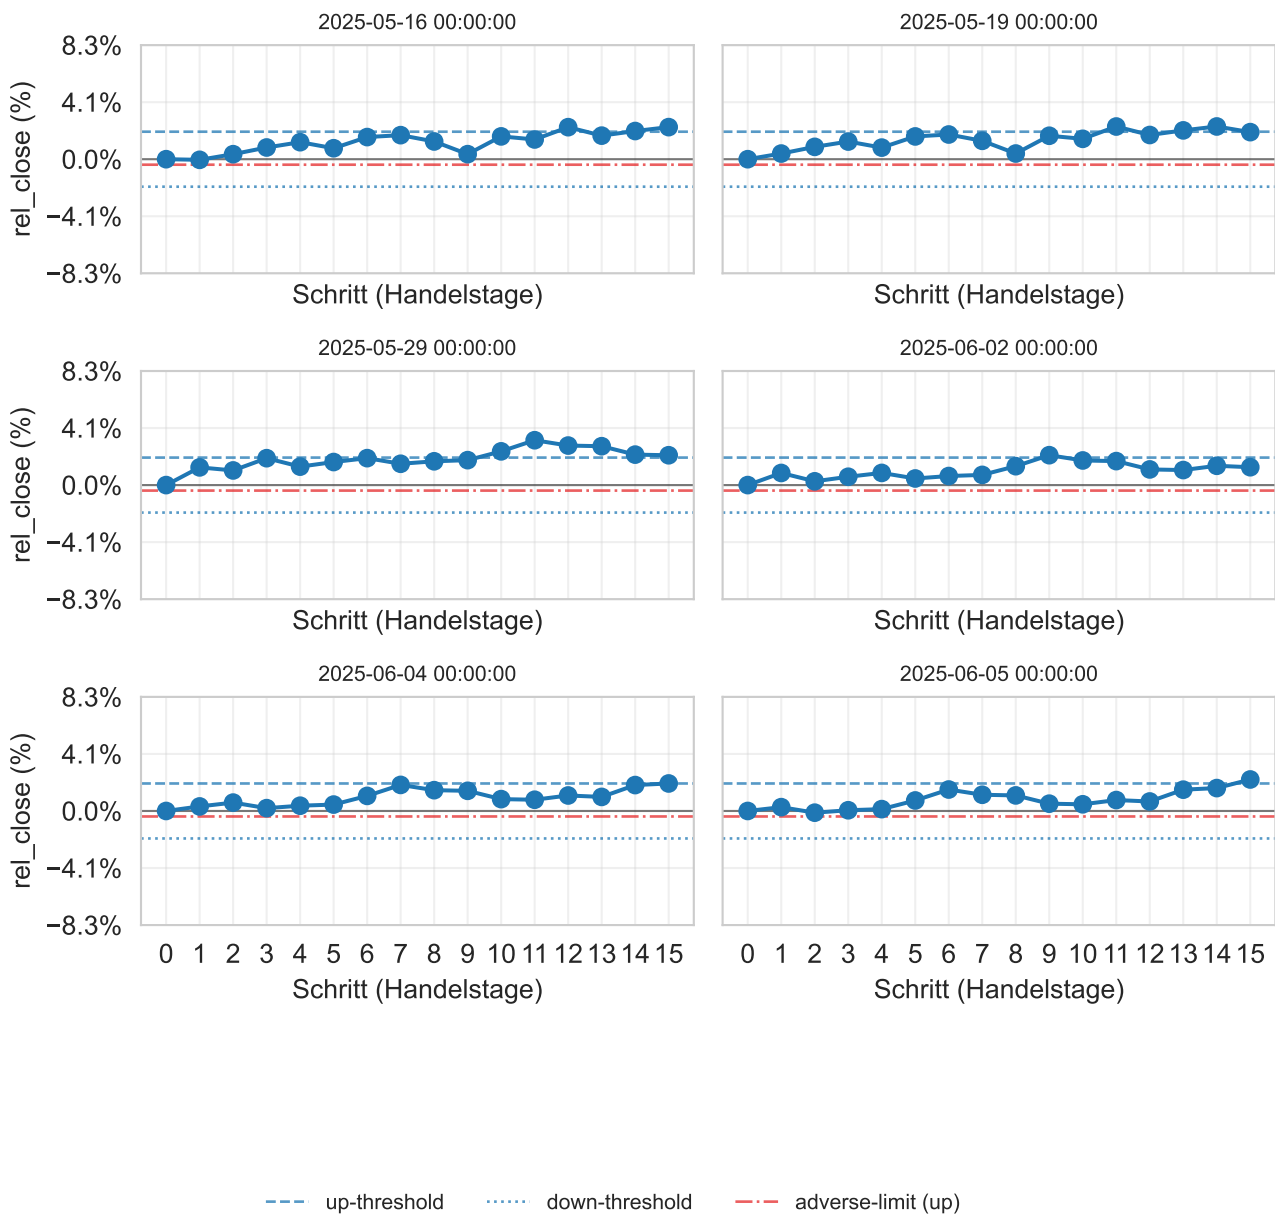 2025-05-16 00:00:00
2025-05-19 00:00:00
8.3%
4.1%
0.0%
−4.1%
−8.3%
rel_close (%)
Schritt (Handelstage)
Schritt (Handelstage)
2025-05-29 00:00:00
2025-06-02 00:00:00
8.3%
4.1%
0.0%
−4.1%
−8.3%
rel_close (%)
Schritt (Handelstage)
Schritt (Handelstage)
2025-06-04 00:00:00
2025-06-05 00:00:00
8.3%
4.1%
0.0%
−4.1%
−8.3%
rel_close (%)
0 1 2 3 4 5 6 7 8 9 10 11 12 13 14 15
0 1 2 3 4 5 6 7 8 9 10 11 12 13 14 15
Schritt (Handelstage)
Schritt (Handelstage)
up-threshold
down-threshold
adverse-limit (up)